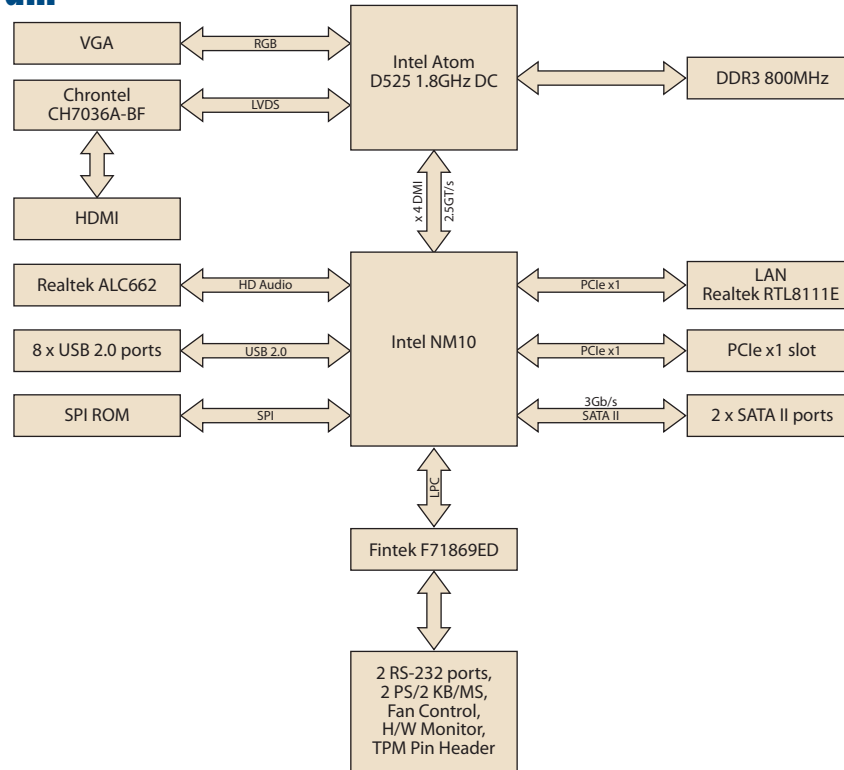 VGA
RGB
Intel Atom
D525 1.8GHz DC
DDR3 800MHz
Chrontel
CH7036A-BF
LVDS
HDMI
x 4 DMI
2.5GT/s
Realtek ALC662
HD Audio
Intel NM10
PCIe x1
LAN
Realtek RTL8111E
8 x USB 2.0 ports
USB 2.0
PCIe x1
PCIe x1 slot
SPI ROM
SPI
3Gb/s
SATA II
2 x SATA II ports
LPC
Fintek F71869ED
2 RS-232 ports,
2 PS/2 KB/MS,
Fan Control,
H/W Monitor,
TPM Pin Header